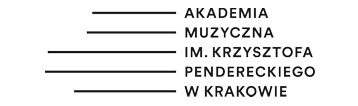 AKADEMIA
MUZYCZNA
IM. KRZYSZTOFA
PENDERECKIEGO
W KRAKOWIE